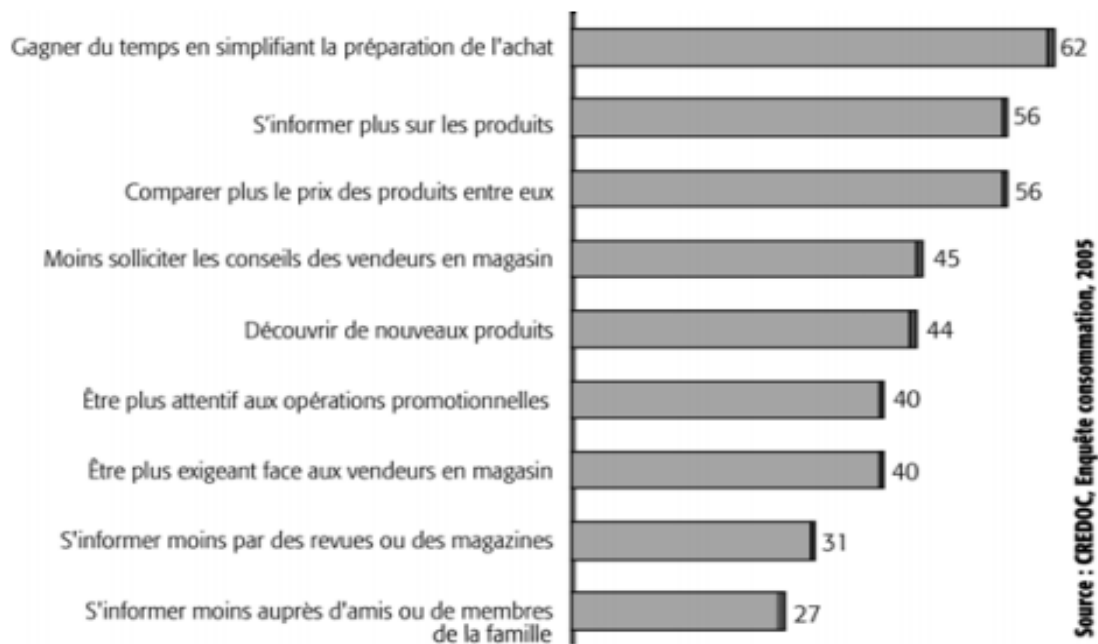 Gagner du temps en simplifiant la préparation de l'achat 62
S'informer plus sur les produits 56
Comparer plus le prix des produits entre eux 56
Moins solliciter les conseils des vendeurs en magasin 45
Découvrir de nouveaux produits 44
Être plus attentif aux opérations promotionnelles 40
Être plus exigeant face aux vendeurs en magasin 40
S'informer moins par des revues ou des magazines 31
S'informer moins auprès d'amis ou de membres
de la famille 27
Source : CREDOC, Enquête consommation, 2005